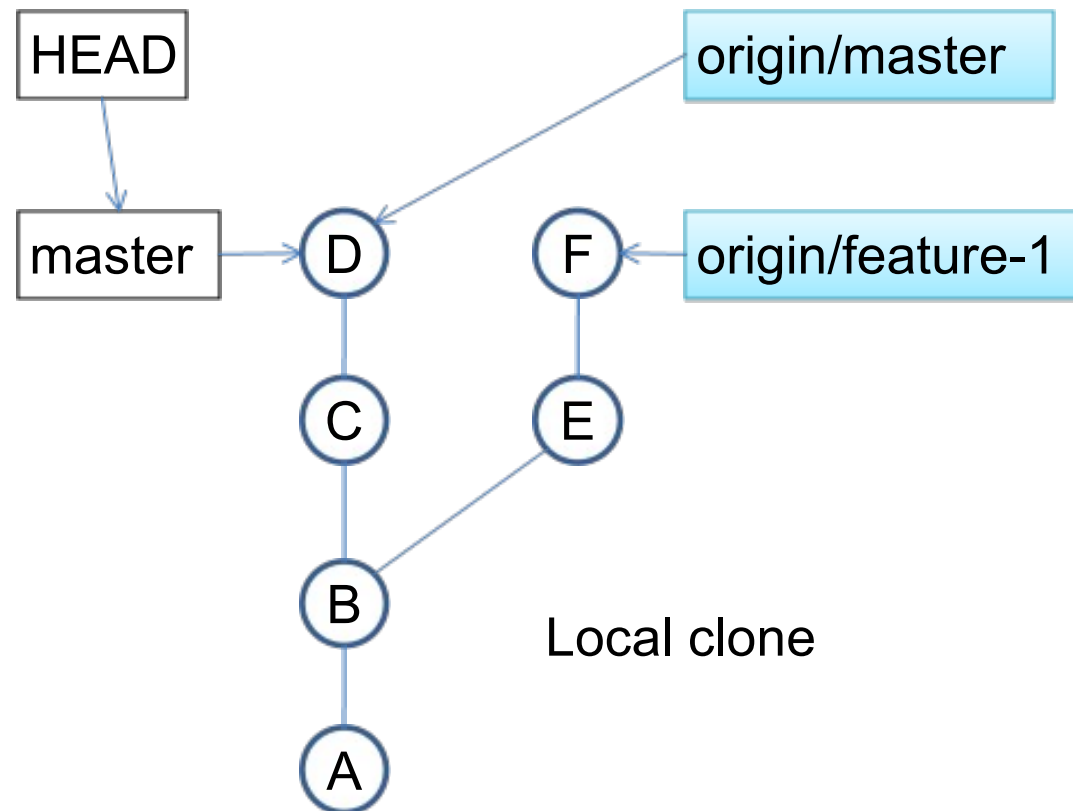 HEAD
origin/master
master
D
F
origin/feature-1
C
E
B
Local clone
A